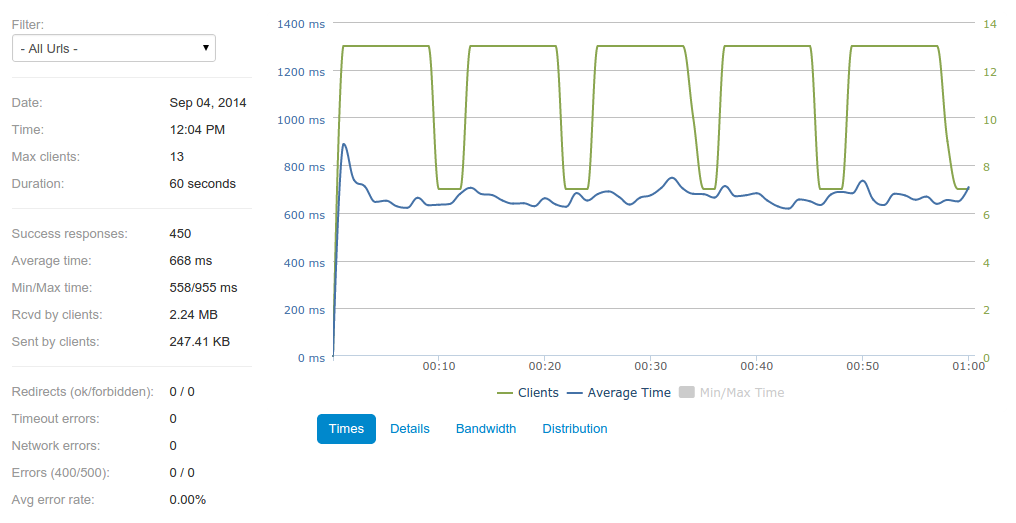 Filter:
- All Urls -
Date: Sep 04, 2014
Time: 12:04 PM
Max clients: 13
Duration: 60 seconds
Success responses: 450
Average time: 668 ms
Min/Max time: 558/955 ms
Rcvd by clients: 2.24 MB
Sent by clients: 247.41 KB
Redirects (ok/forbidden): 0 / 0
Timeout errors: 0
Network errors: 0
Errors (400/500): 0 / 0
Avg error rate: 0.00%
1400 ms 14
1200 ms 12
1000 ms 10
800 ms 8
600 ms 6
400 ms 4
200 ms 2
0 ms 0
00:10 00:20 00:30 00:40 00:50 01:00
Clients Average Time Min/Max Time
Times Details Bandwidth Distribution